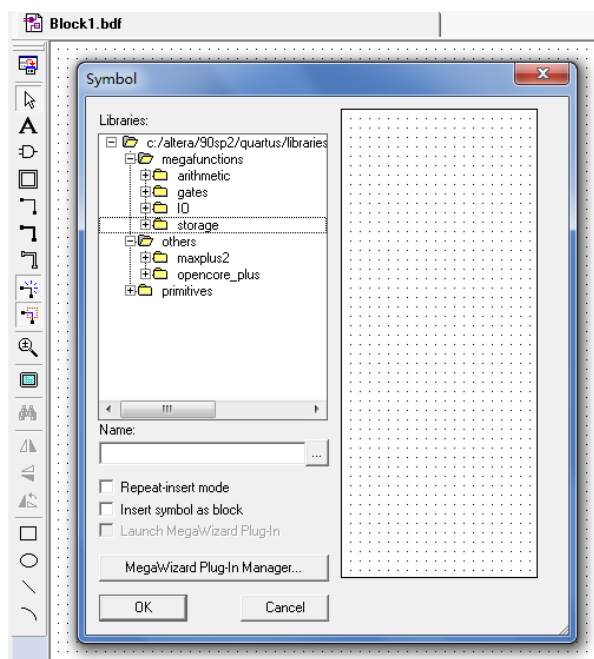 Block1.bdf
Symbol
Libraries:
c:/altera/90sp2/quartus/libraries
megafunctions
arithmetic
gates
IO
storage
others
maxplus2
opencore_plus
primitives
Name:
...
Repeat-insert mode
Insert symbol as block
Launch MegaWizard Plug-In
MegaWizard Plug-In Manager...
OK Cancel
A